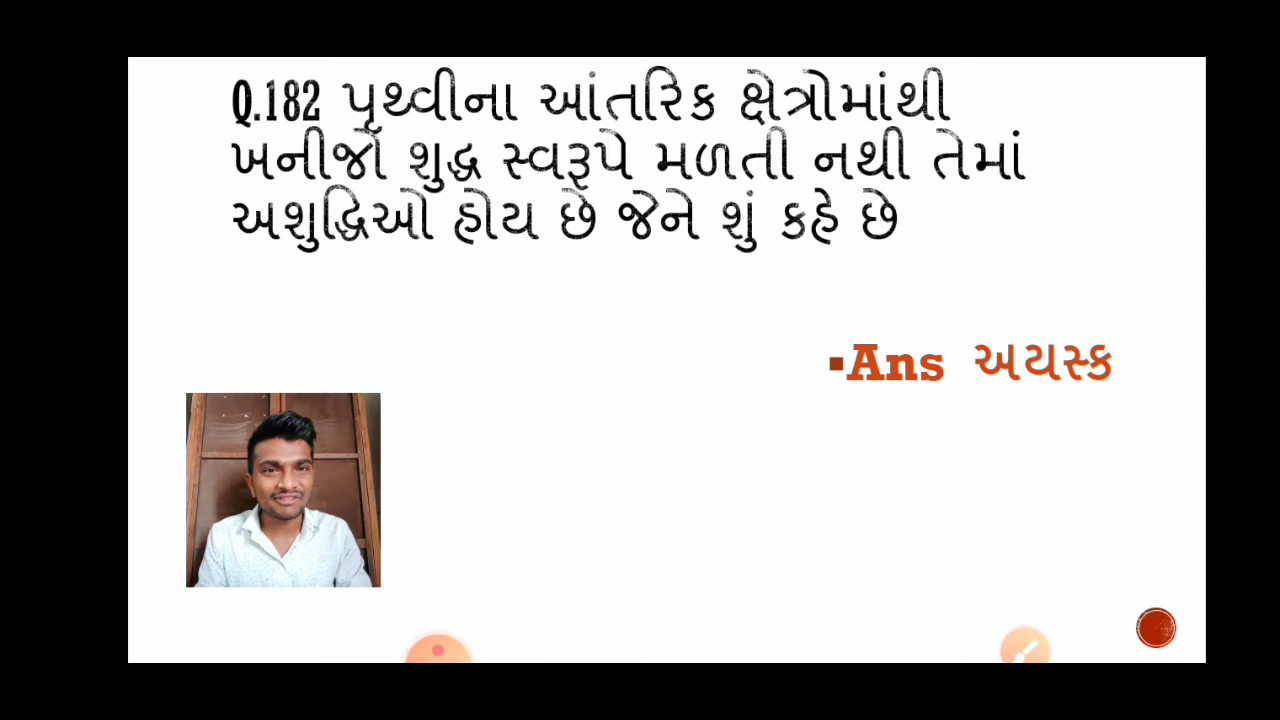 Q.182 પૃથ્વીના આંતરિક ક્ષેત્રોમાંથી
ખનીજો શુદ્ધ સ્વરૂપે મળતી નથી તેમાં
અશુદ્ધિઓ હોય છે જેને શું કહે છે
▪Ans અયસ્ક